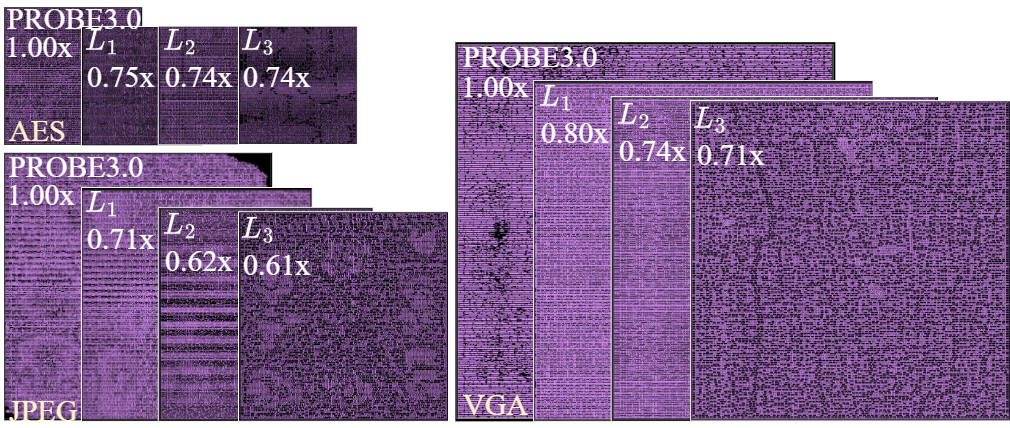 PROBE3.0
1.00x
L₁
0.75x
L₂
0.74x
L₃
0.74x
AES
PROBE3.0
1.00x
L₁
0.71x
L₂
0.62x
L₃
0.61x
JPEG
PROBE3.0
1.00x
L₁
0.80x
L₂
0.74x
L₃
0.71x
VGA